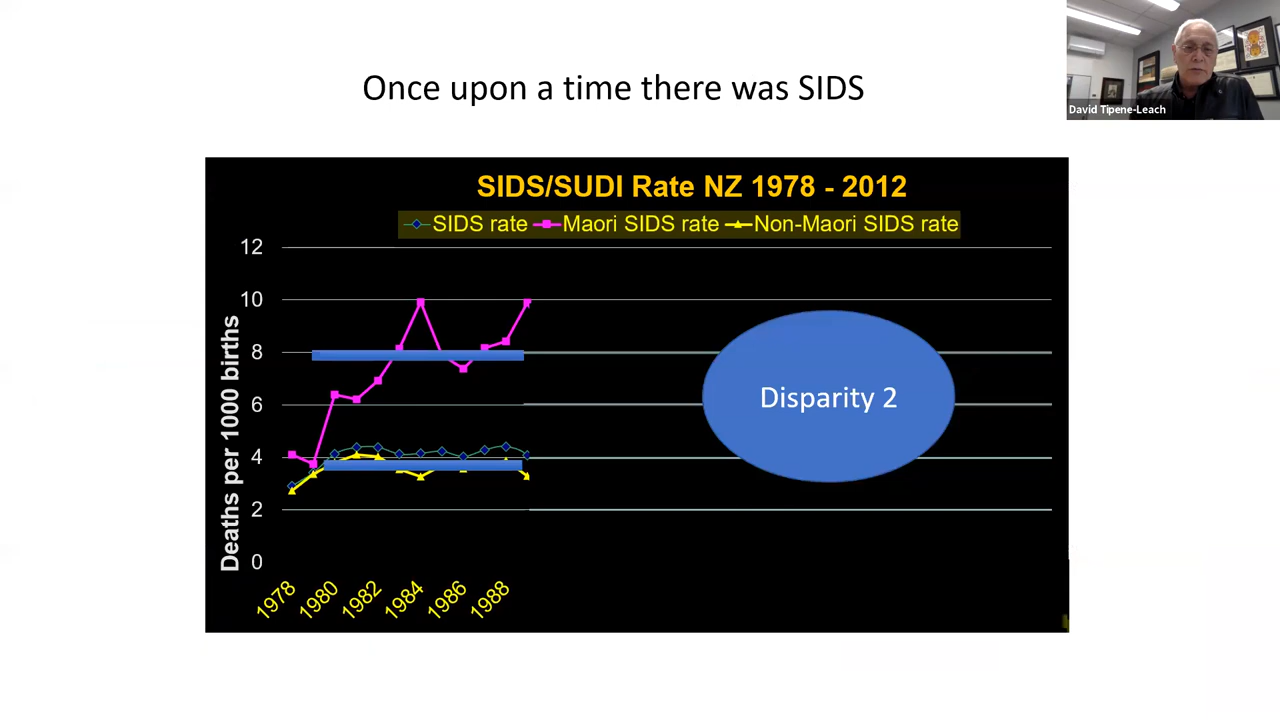 Once upon a time there was SIDS
David Tipene-Leach
SIDS/SUDI Rate NZ 1978 - 2012
SIDS rate Maori SIDS rate Non-Maori SIDS rate
Deaths per 1000 births
12
10
8
6
4
2
0
1978 1980 1982 1984 1986 1988
Disparity 2